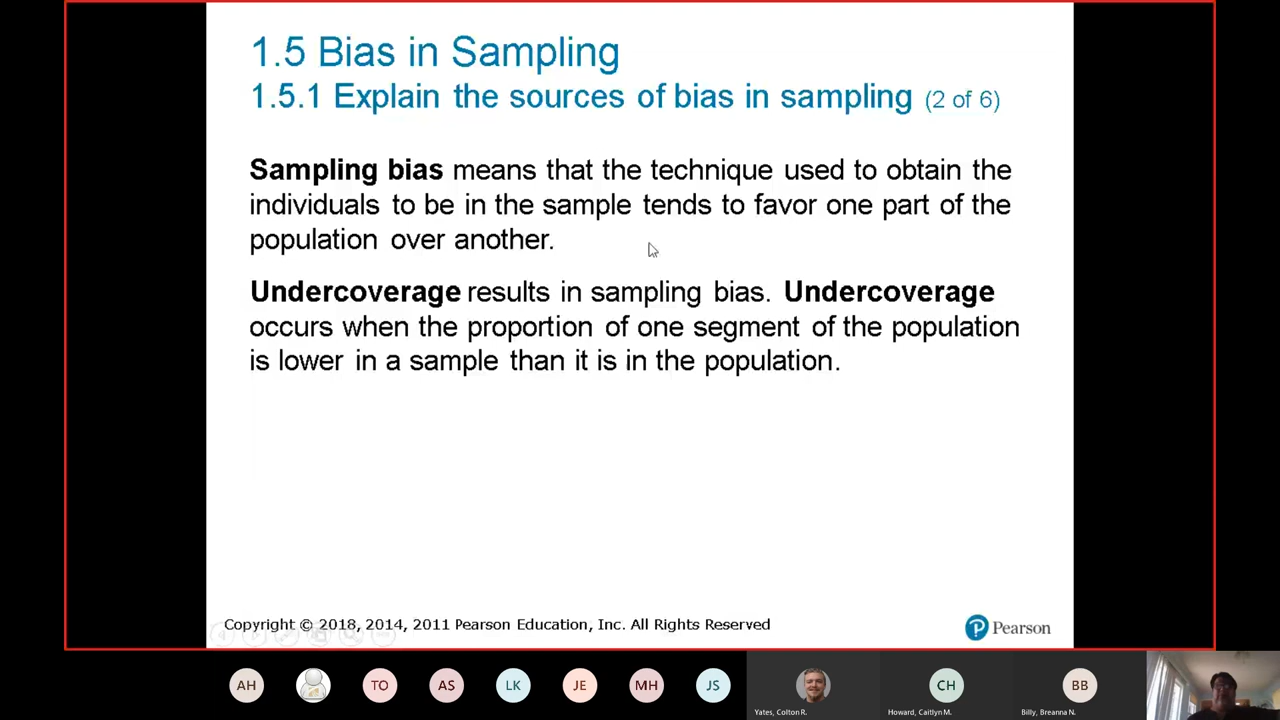 1.5 Bias in Sampling
1.5.1 Explain the sources of bias in sampling (2 of 6)
Sampling bias means that the technique used to obtain the
individuals to be in the sample tends to favor one part of the
population over another.
Undercoverage results in sampling bias. Undercoverage
occurs when the proportion of one segment of the population
is lower in a sample than it is in the population.
Copyright © 2018, 2014, 2011 Pearson Education, Inc. All Rights Reserved
P Pearson
AH TO AS LK JE MH JS CH BB
Yates, Colton R. Howard, Caitlyn M. Billy, Breanna N.